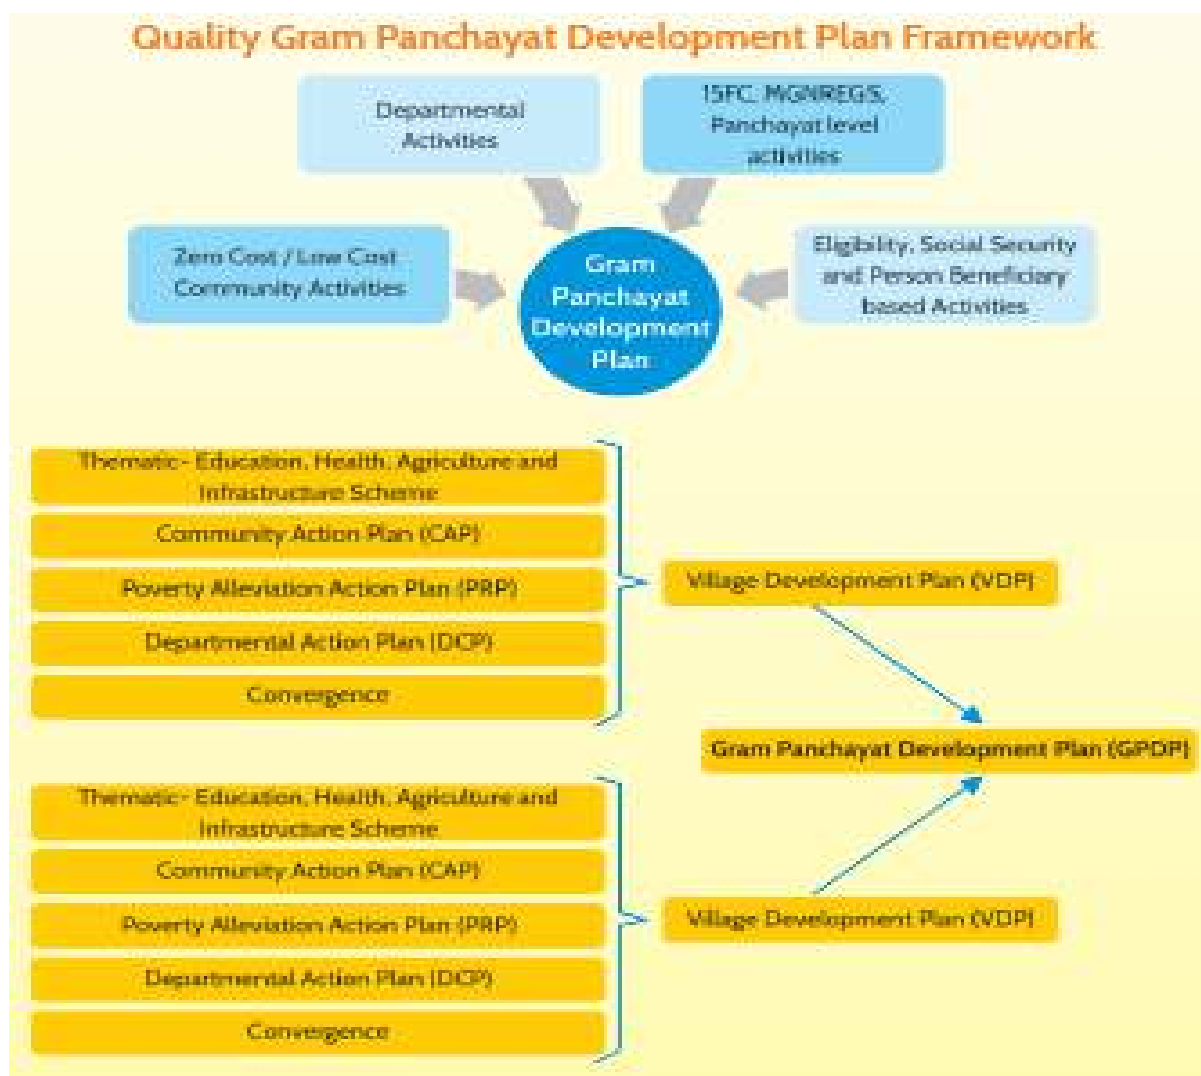 Quality Gram Panchayat Development Plan Framework
Departmental
Activities
15FC, MGNREGS,
Panchayat level
activities
Zero Cost / Low Cost
Community Activities
Gram
Panchayat
Development
Plan
Eligibility, Social Security
and Person Beneficiary
based Activities
Thematic- Education, Health, Agriculture and
Infrastructure Scheme
Community Action Plan (CAP)
Poverty Alleviation Action Plan (PRP)
Departmental Action Plan (DCP)
Convergence
Village Development Plan (VDP)
Gram Panchayat Development Plan (GPDP)
Thematic- Education, Health, Agriculture and
Infrastructure Scheme
Community Action Plan (CAP)
Poverty Alleviation Action Plan (PRP)
Departmental Action Plan (DCP)
Convergence
Village Development Plan (VDP)